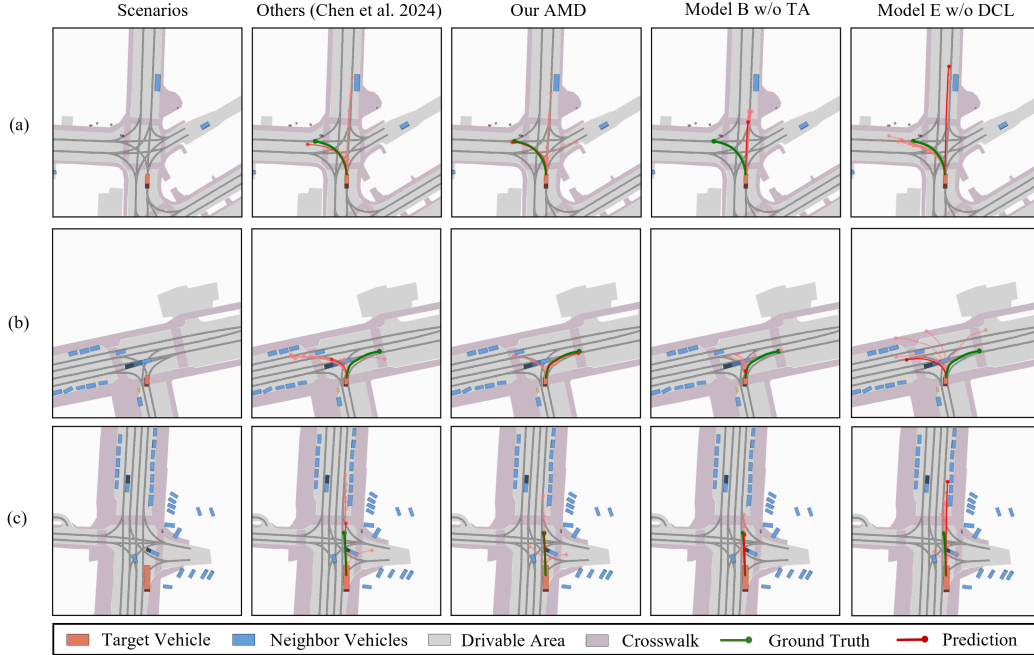 Scenarios
Others (Chen et al. 2024)
Our AMD
Model B w/o TA
Model E w/o DCL
(a)
(b)
(c)
Target Vehicle
Neighbor Vehicles
Drivable Area
Crosswalk
Ground Truth
Prediction